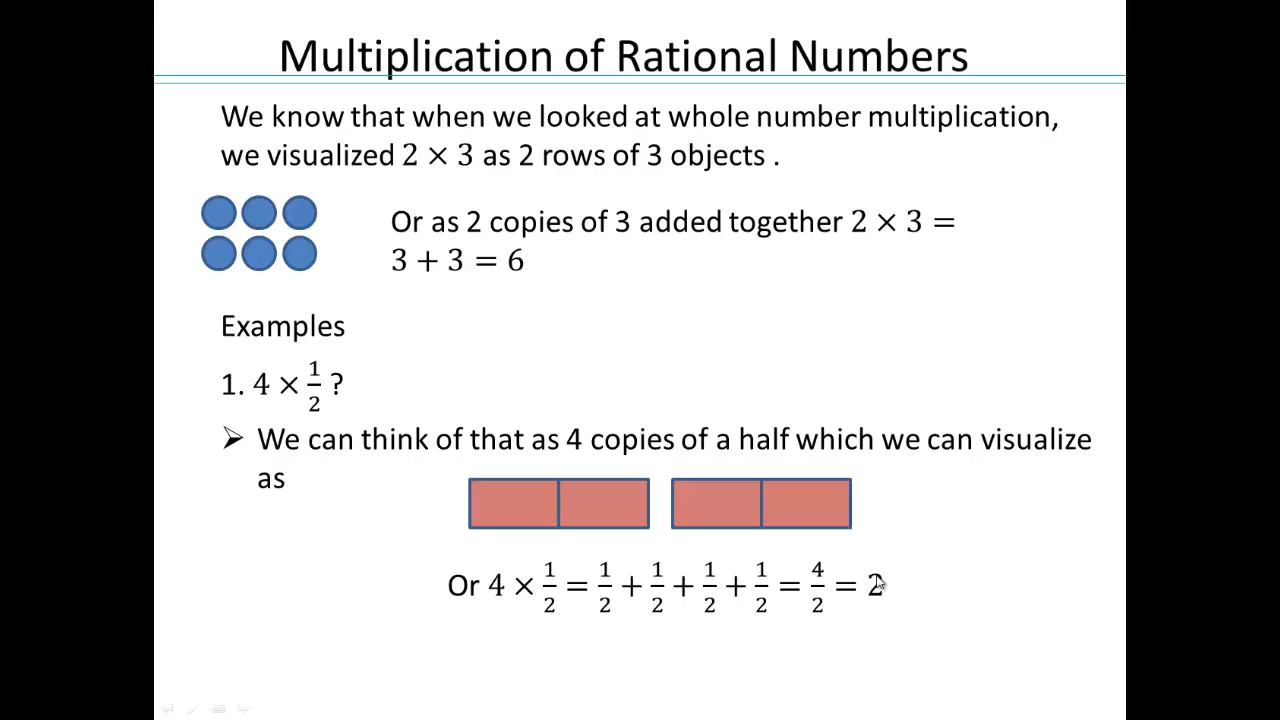 Multiplication of Rational Numbers
We know that when we looked at whole number multiplication,
we visualized 2 × 3 as 2 rows of 3 objects .
Or as 2 copies of 3 added together 2 × 3 =
3 + 3 = 6
Examples
1. 4 × 1/2 ?
➢ We can think of that as 4 copies of a half which we can visualize
as
Or 4 × 1/2 = 1/2 + 1/2 + 1/2 + 1/2 = 4/2 = 2